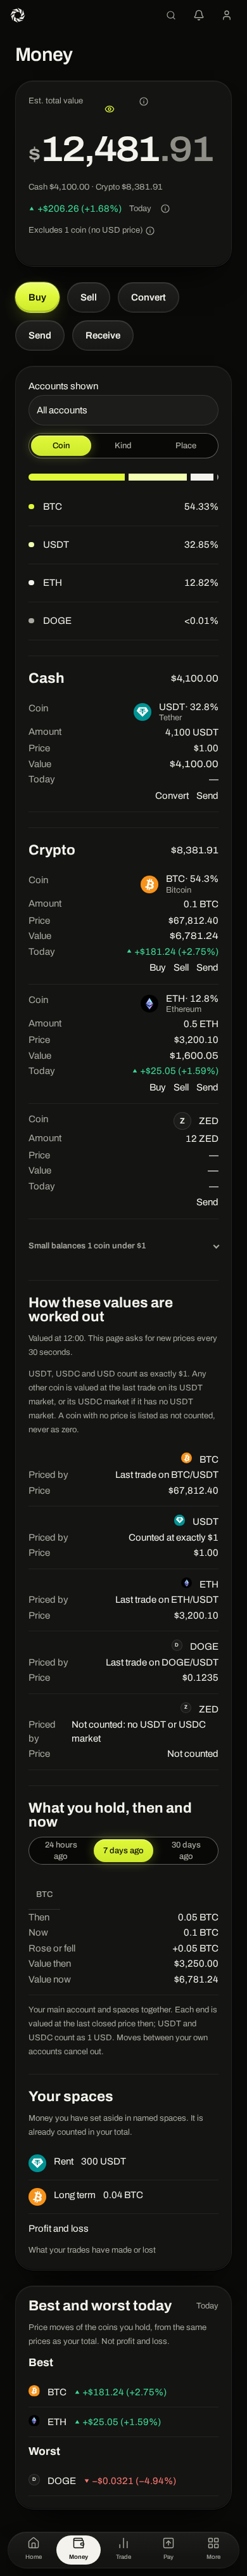 Money
Est. total value
$12,481.91
Cash $4,100.00 · Crypto $8,381.91
+$206.26 (+1.68%) Today
Excludes 1 coin (no USD price)
Buy
Sell
Convert
Send
Receive
Accounts shown
All accounts
Coin
Kind
Place
BTC 54.33%
USDT 32.85%
ETH 12.82%
DOGE <0.01%
Cash $4,100.00
Coin USDT · 32.8%
Tether
Amount 4,100 USDT
Price $1.00
Value $4,100.00
Today —
Convert Send
Crypto $8,381.91
Coin BTC · 54.3%
Bitcoin
Amount 0.1 BTC
Price $67,812.40
Value $6,781.24
Today +$181.24 (+2.75%)
Buy Sell Send
Coin ETH · 12.8%
Ethereum
Amount 0.5 ETH
Price $3,200.10
Value $1,600.05
Today +$25.05 (+1.59%)
Buy Sell Send
Coin Z ZED
Amount 12 ZED
Price —
Value —
Today —
Send
Small balances 1 coin under $1
How these values are
worked out
Valued at 12:00. This page asks for new prices every
30 seconds.
USDT, USDC and USD count as exactly $1. Any
other coin is valued at the last trade on its USDT
market, or its USDC market if it has no USDT
market. A coin with no price is listed as not counted,
never as zero.
BTC
Priced by Last trade on BTC/USDT
Price $67,812.40
USDT
Priced by Counted at exactly $1
Price $1.00
ETH
Priced by Last trade on ETH/USDT
Price $3,200.10
D DOGE
Priced by Last trade on DOGE/USDT
Price $0.1235
Z ZED
Priced by Not counted: no USDT or USDC market
Price Not counted
What you hold, then and
now
24 hours ago
7 days ago
30 days ago
BTC
Then 0.05 BTC
Now 0.1 BTC
Rose or fell +0.05 BTC
Value then $3,250.00
Value now $6,781.24
Your main account and spaces together. Each end is
valued at the last closed price then; USDT and
USDC count as 1 USD. Moves between your own
accounts cancel out.
Your spaces
Money you have set aside in named spaces. It is
already counted in your total.
Rent 300 USDT
Long term 0.04 BTC
Profit and loss
What your trades have made or lost
Best and worst today Today
Price moves of the coins you hold, from the same
prices as your total. Not profit and loss.
Best
BTC +$181.24 (+2.75%)
ETH +$25.05 (+1.59%)
Worst
D DOGE −$0.0321 (−4.94%)
Home
Money
Trade
Pay
More